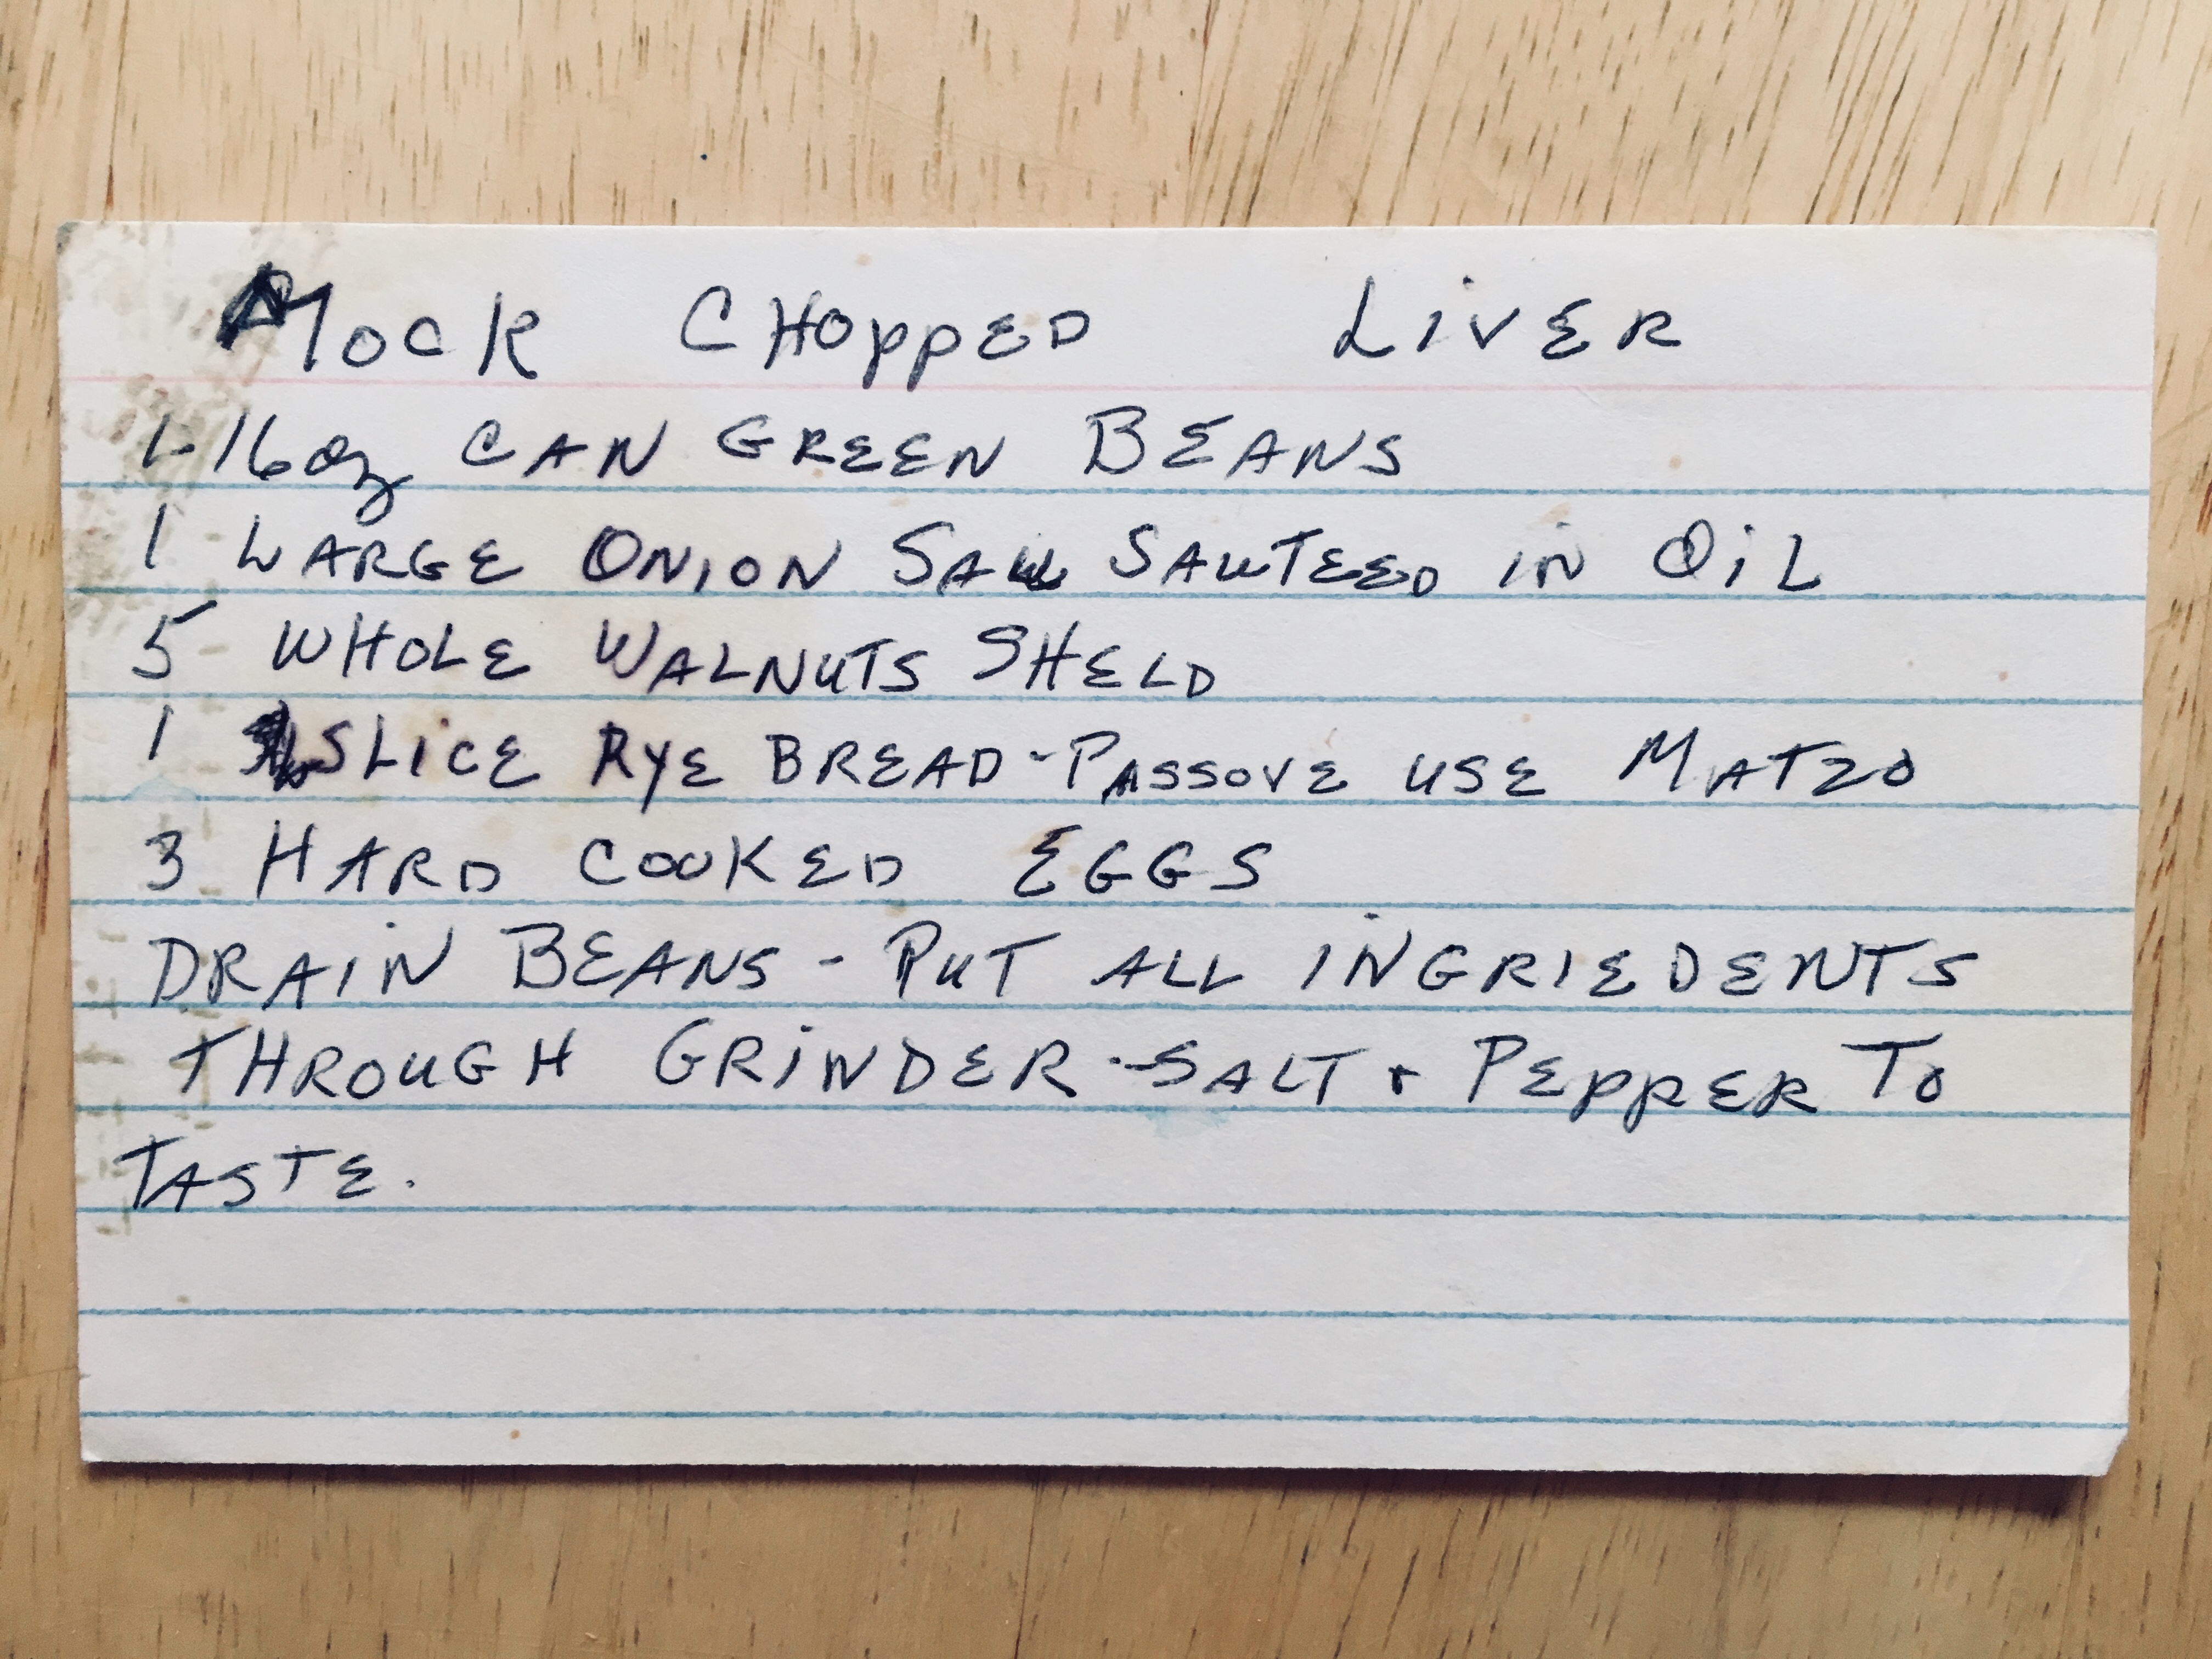 MOCK CHOPPED LIVER
1-16oz CAN GREEN BEANS
1 LARGE ONION SAU SAUTEED IN OIL
5 WHOLE WALNUTS SHELD
1 SLICE RYE BREAD - PASSOVE USE MATZO
3 HARD COOKED EGGS
DRAIN BEANS - PUT ALL INGRIEDENTS
THROUGH GRINDER - SALT + PEPPER TO
TASTE.